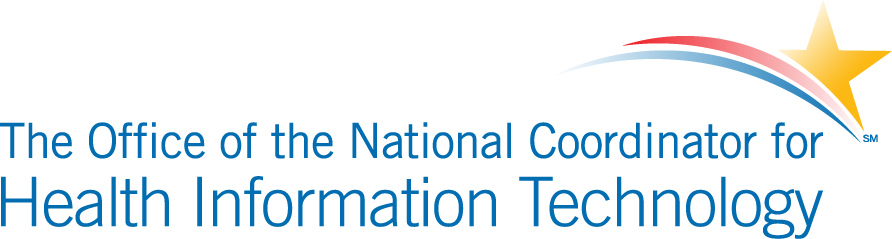 The Office of the National Coordinator for
Health Information Technology
SM